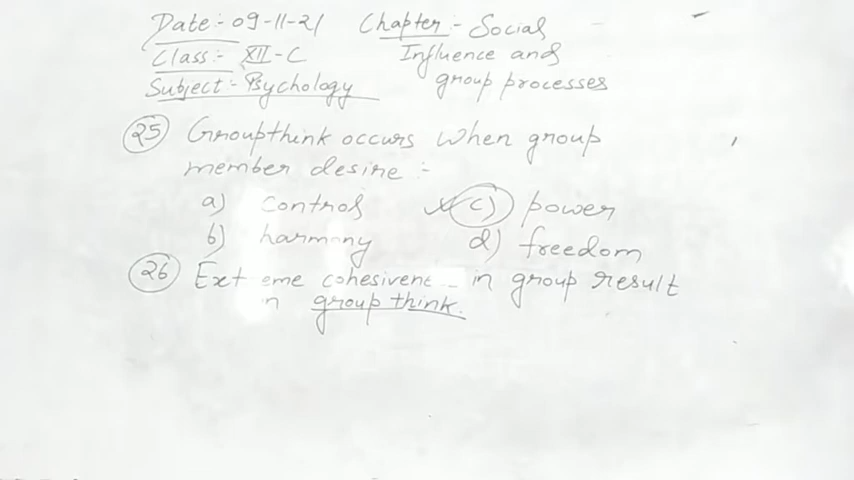 Date:- 09-11-21 Chapter:- Social
Class:- XII-C Influence and
Subject:- Psychology group processes
25 Groupthink occurs when group
member desire :-
a) control c) power
b) harmony d) freedom
26 Ext eme cohesivene in group result
in group think.